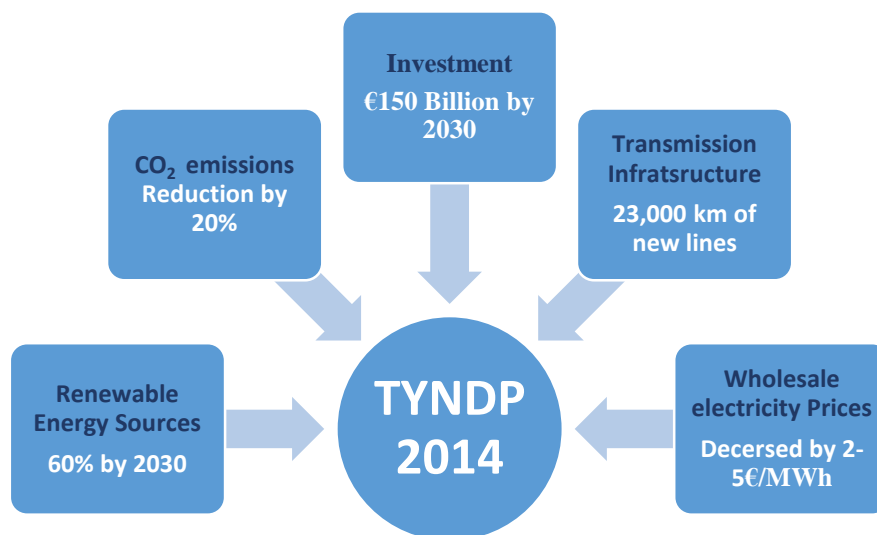 Investment
€150 Billion by
2030
CO₂ emissions
Reduction by
20%
Transmission
Infratsructure
23,000 km of
new lines
Renewable
Energy Sources
60% by 2030
TYNDP
2014
Wholesale
electricity Prices
Decersed by 2-
5€/MWh